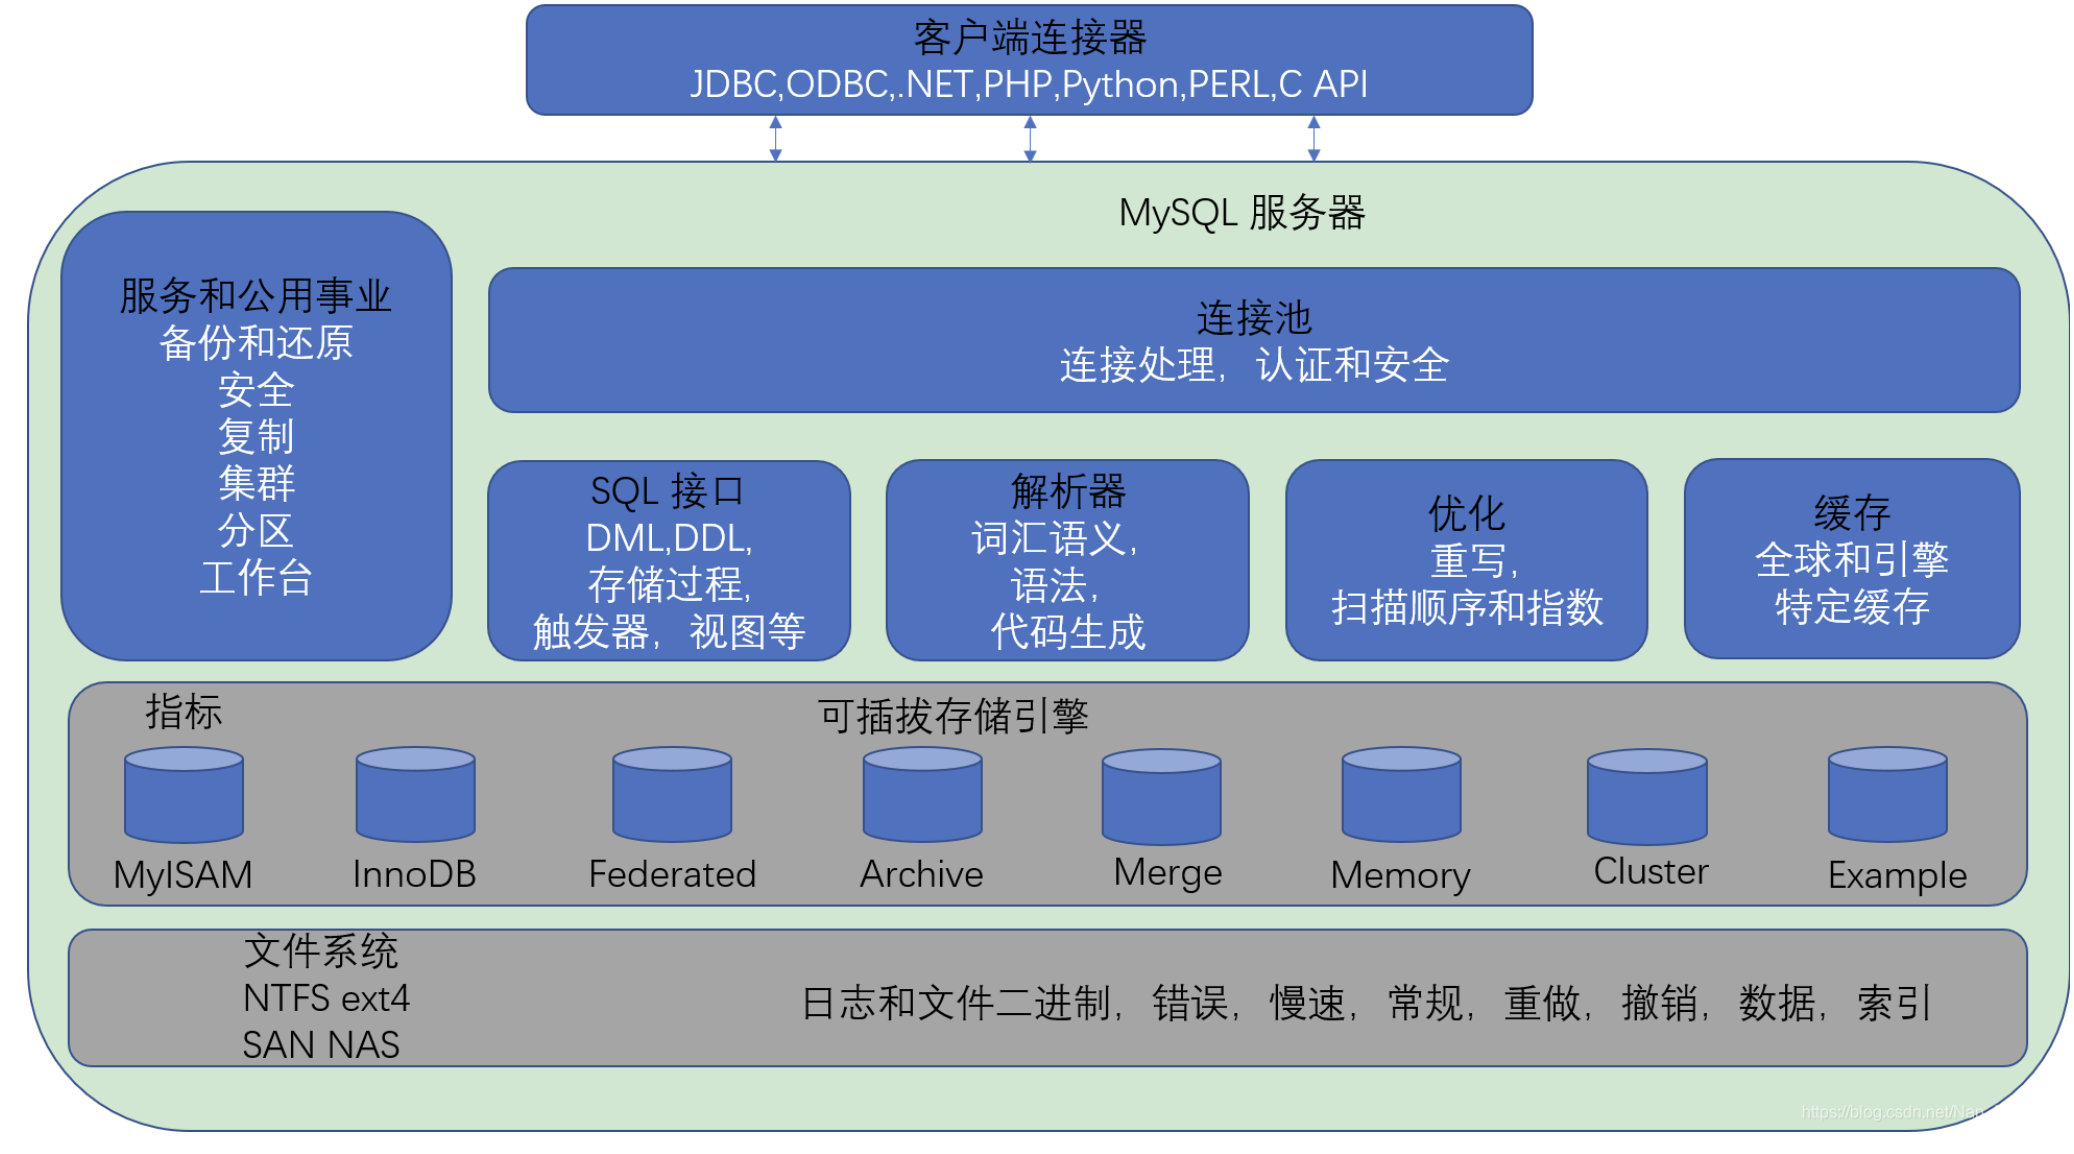 客户端连接器
JDBC,ODBC,.NET,PHP,Python,PERL,C API
MySQL 服务器
服务和公用事业
备份和还原
安全
复制
集群
分区
工作台
连接池
连接处理，认证和安全
SQL 接口
DML,DDL,
存储过程,
触发器，视图等
解析器
词汇语义,
语法,
代码生成
优化
重写,
扫描顺序和指数
缓存
全球和引擎
特定缓存
指标
可插拔存储引擎
MyISAM
InnoDB
Federated
Archive
Merge
Memory
Cluster
Example
文件系统
NTFS ext4
SAN NAS
日志和文件二进制，错误，慢速，常规，重做，撤销，数据，索引